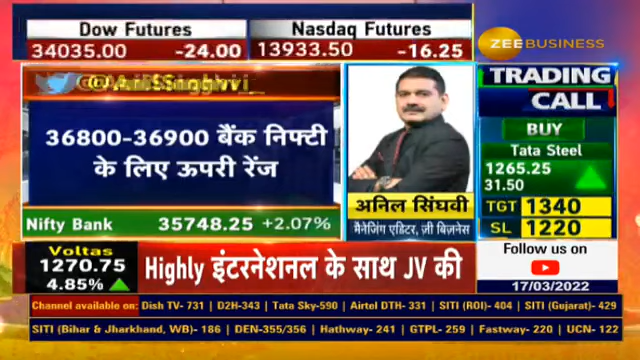 Dow Futures
34035.00 -24.00
Nasdaq Futures
13933.50 -16.25
ZEE BUSINESS
36800-36900 बैंक निफ्टी
के लिए ऊपरी रेंज
Nifty Bank 35748.25 +2.07%
अनिल सिंघवी
मैनेजिंग एडिटर, ज़ी बिज़नेस
TRADING
CALL
BUY
Tata Steel
1265.25
31.50
TGT 1340
SL 1220
Voltas
1270.75
4.85%
Highly इंटरनेशनल के साथ JV की
Follow us on
17/03/2022
Channel available on: Dish TV- 731 | D2H-343 | Tata Sky-590 | Airtel DTH- 331 | SITI (ROI)- 404 | SITI (Gujarat)- 429
SITI (Bihar & Jharkhand, WB)- 186 | DEN-355/356 | Hathway- 241 | GTPL- 259 | Fastway- 220 | UCN- 122